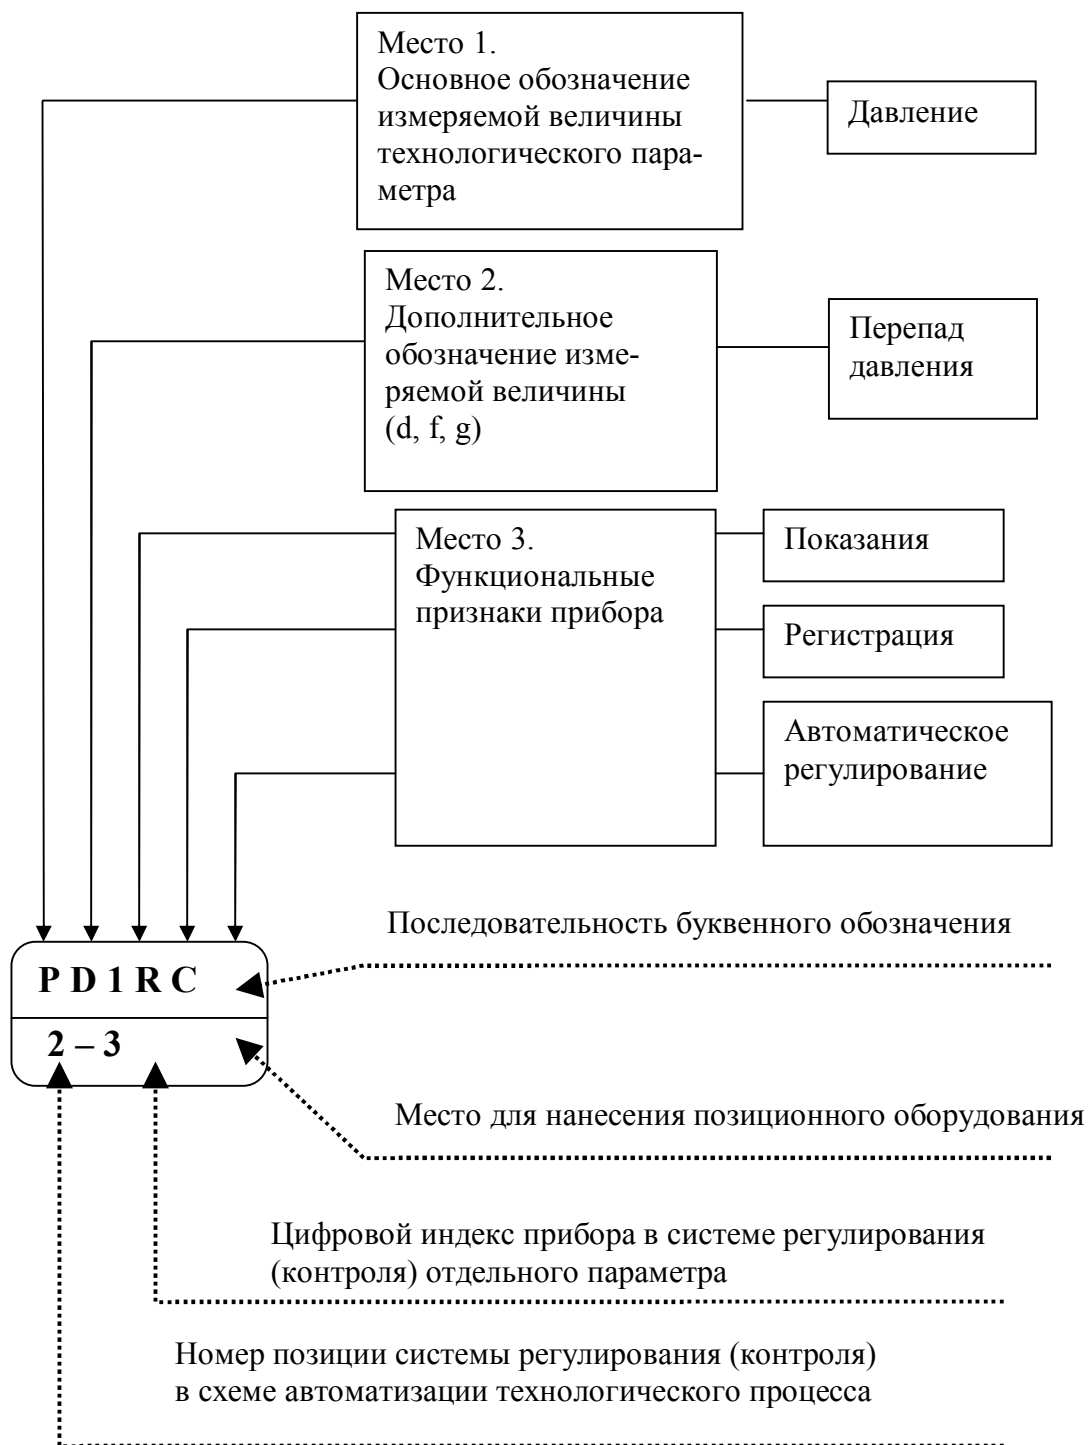 Место 1.
Основное обозначение
измеряемой величины
технологического пара-
метра
Давление
Место 2.
Дополнительное
обозначение изме-
ряемой величины
(d, f, g)
Перепад
давления
Место 3.
Функциональные
признаки прибора
Показания
Регистрация
Автоматическое
регулирование
Последовательность буквенного обозначения
P D 1 R C
2 – 3
Место для нанесения позиционного оборудования
Цифровой индекс прибора в системе регулирования
(контроля) отдельного параметра
Номер позиции системы регулирования (контроля)
в схеме автоматизации технологического процесса